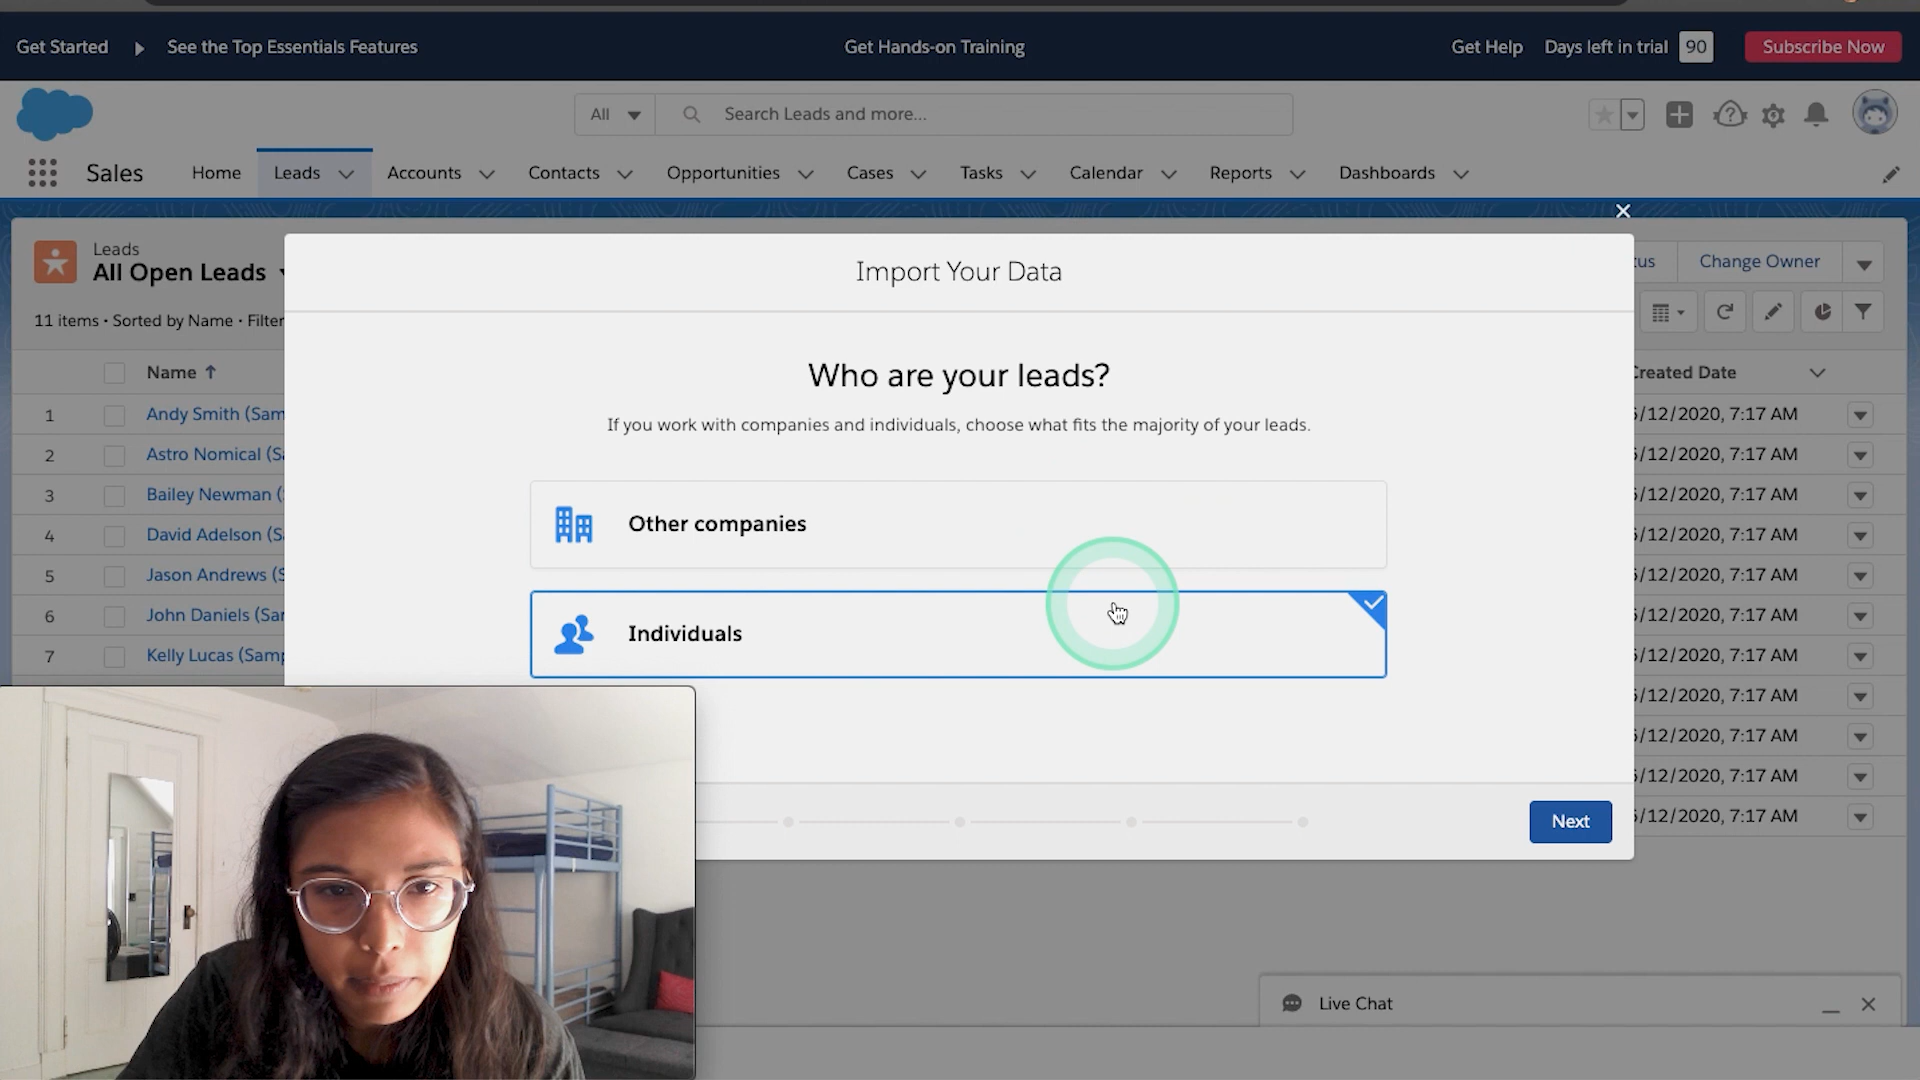 Get Started
See the Top Essentials Features
Get Hands-on Training
Get Help
Days left in trial 90
Subscribe Now
All
Search Leads and more...
Sales
Home
Leads
Accounts
Contacts
Opportunities
Cases
Tasks
Calendar
Reports
Dashboards
Leads
All Open Leads
Change Owner
11 items • Sorted by Name •
Name
Created Date
Import Your Data
Who are your leads?
If you work with companies and individuals, choose what fits the majority of your leads.
Other companies
Individuals
Next
1 Andy Smith /12/2020, 7:17 AM
2 Astro Nomical /12/2020, 7:17 AM
3 Bailey Newman /12/2020, 7:17 AM
4 David Adelson /12/2020, 7:17 AM
5 Jason Andrews /12/2020, 7:17 AM
6 John Daniels /12/2020, 7:17 AM
7 Kelly Lucas /12/2020, 7:17 AM
/12/2020, 7:17 AM
/12/2020, 7:17 AM
/12/2020, 7:17 AM
/12/2020, 7:17 AM
Live Chat